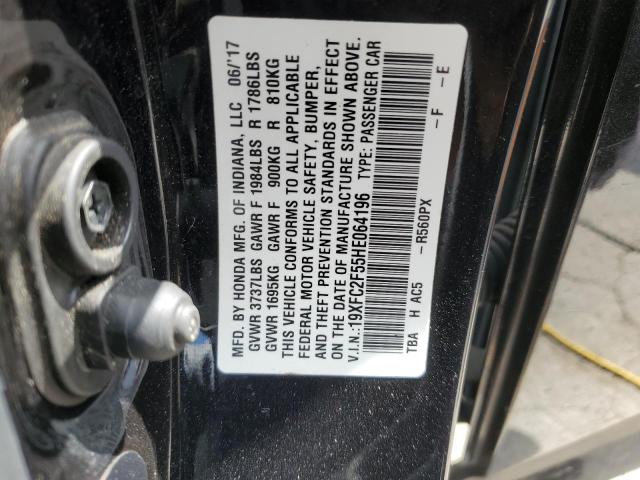 MFD. BY HONDA MFG. OF INDIANA, LLC 06/'17
GVWR 3737LBS GAWR F 1984LBS R 1786LBS
GVWR 1695KG GAWR F 900KG R 810KG
THIS VEHICLE CONFORMS TO ALL APPLICABLE
FEDERAL MOTOR VEHICLE SAFETY, BUMPER,
AND THEFT PREVENTION STANDARDS IN EFFECT
ON THE DATE OF MANUFACTURE SHOWN ABOVE.
V.I.N.:19XFC2F55HE064196 TYPE: PASSENGER CAR
TBA H AC5 -R560PX -F -E